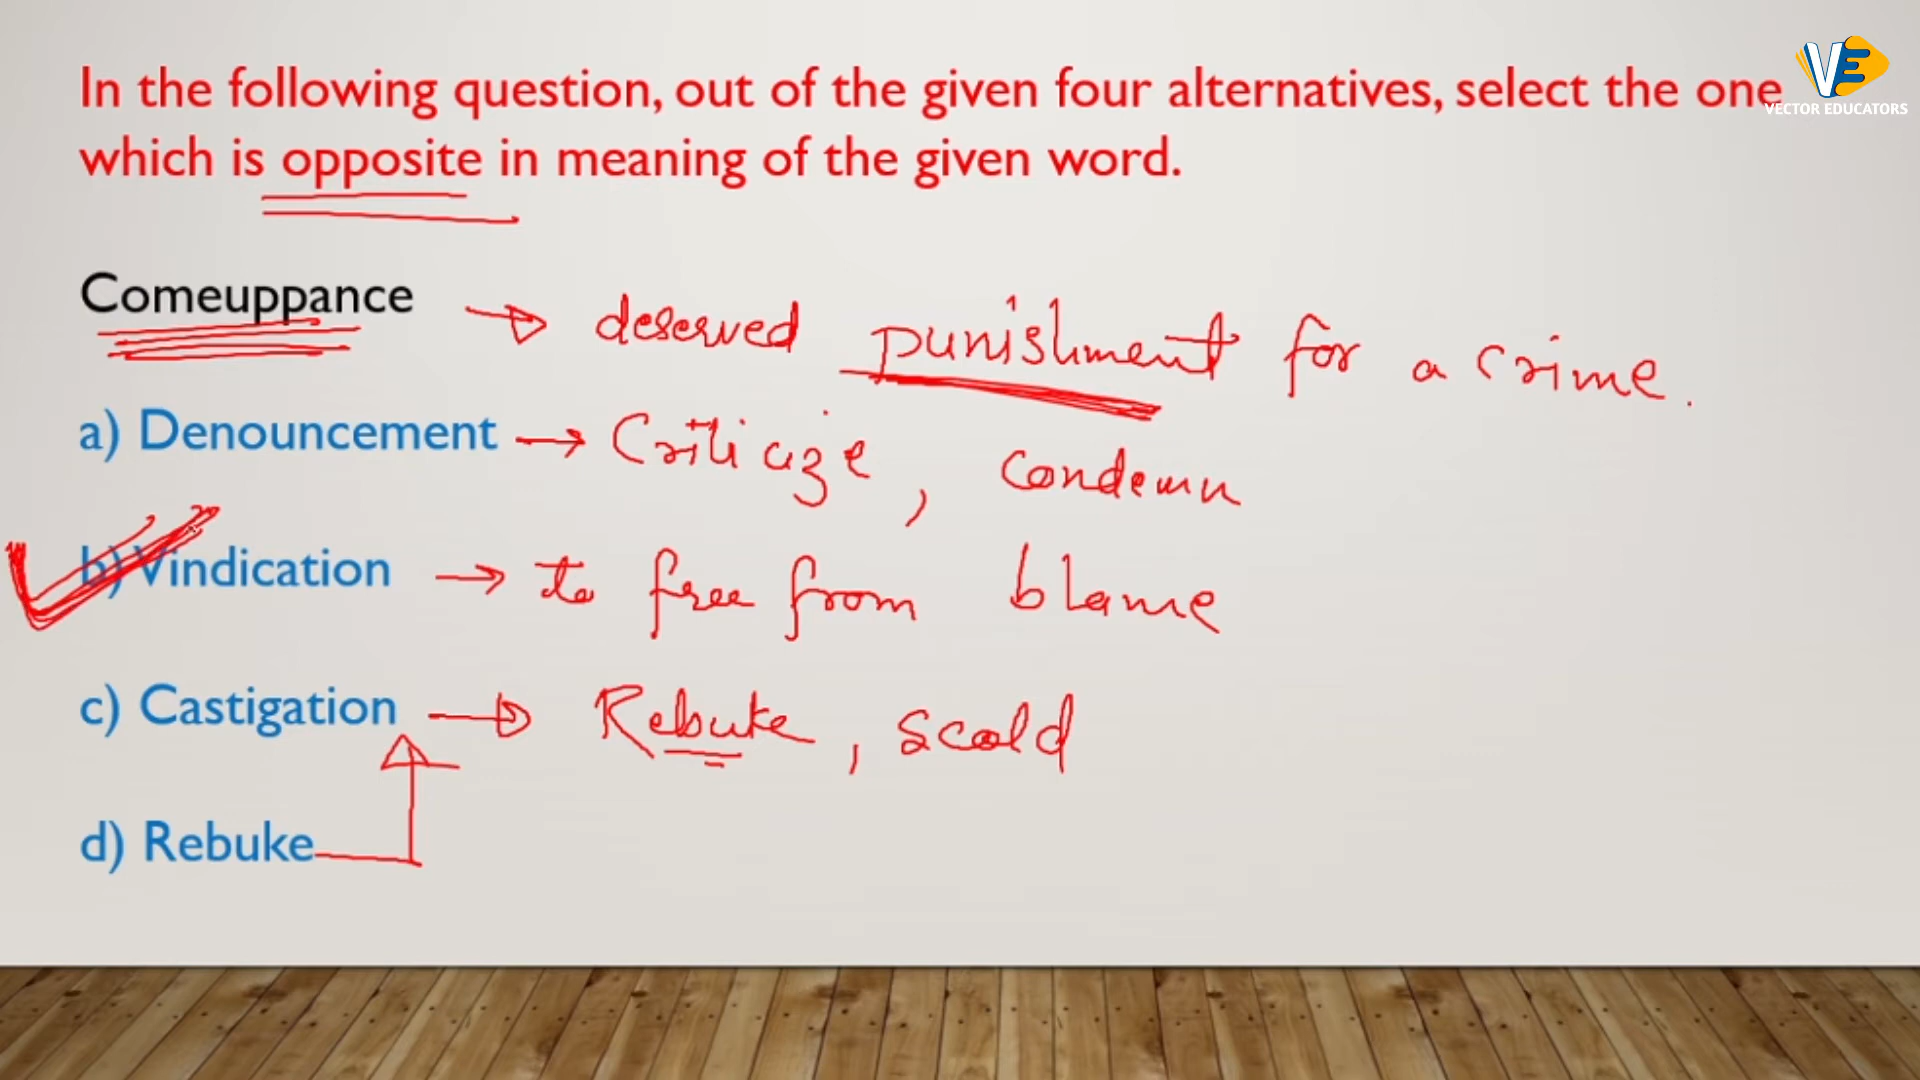 VE
VECTOR EDUCATORS
In the following question, out of the given four alternatives, select the one
which is opposite in meaning of the given word.
Comeuppance → deserved punishment for a crime.
a) Denouncement → Criticize, condemn
b) Vindication → to free from blame
c) Castigation → Rebuke, scold
d) Rebuke